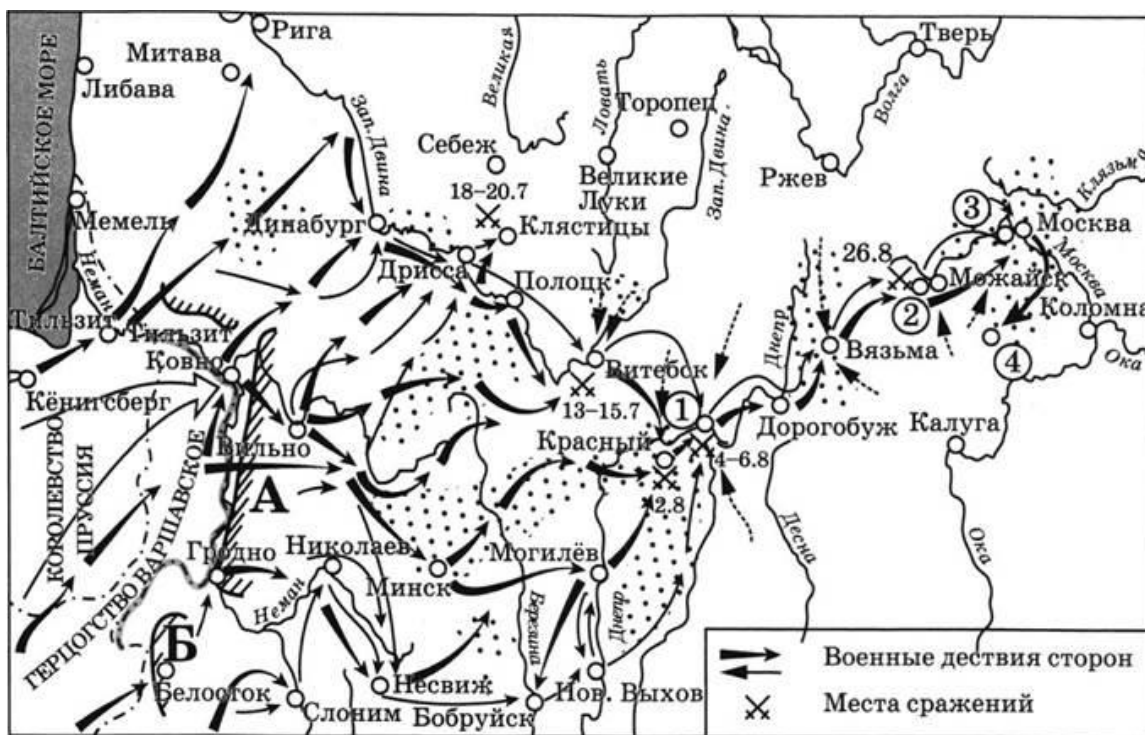 Рига
Тверь
Митава
Либава
Великая
Ловать
Торопец
Волга
Зап. Двина
Себеж
18–20.7
Великие
Луки
Зап. Двина
Ржев
Клязьма
БАЛТИЙСКОЕ МОРЕ
Мемель
Динабург
Клястицы
3
Москва
26.8
Дрисса
Полоцк
Можайск
Москва
Неман
Тильзит
Тильзит
2
Коломна
Ковно
Витебск
Днепр
Вязьма
4
Ока
Кёнигсберг
13–15.7
1
Вильно
Красный
Дорогобуж
Калуга
4–6.8
КОРОЛЕВСТВО
ПРУССИЯ
А
2.8
ГЕРЦОГСТВО ВАРШАВСКОЕ
Гродно
Николаев
Могилёв
Десна
Ока
Минск
Неман
Березина
Днепр
Б
Белосток
Несвиж
Нов. Выхов
Слоним
Бобруйск
Военные дествия сторон
Места сражений